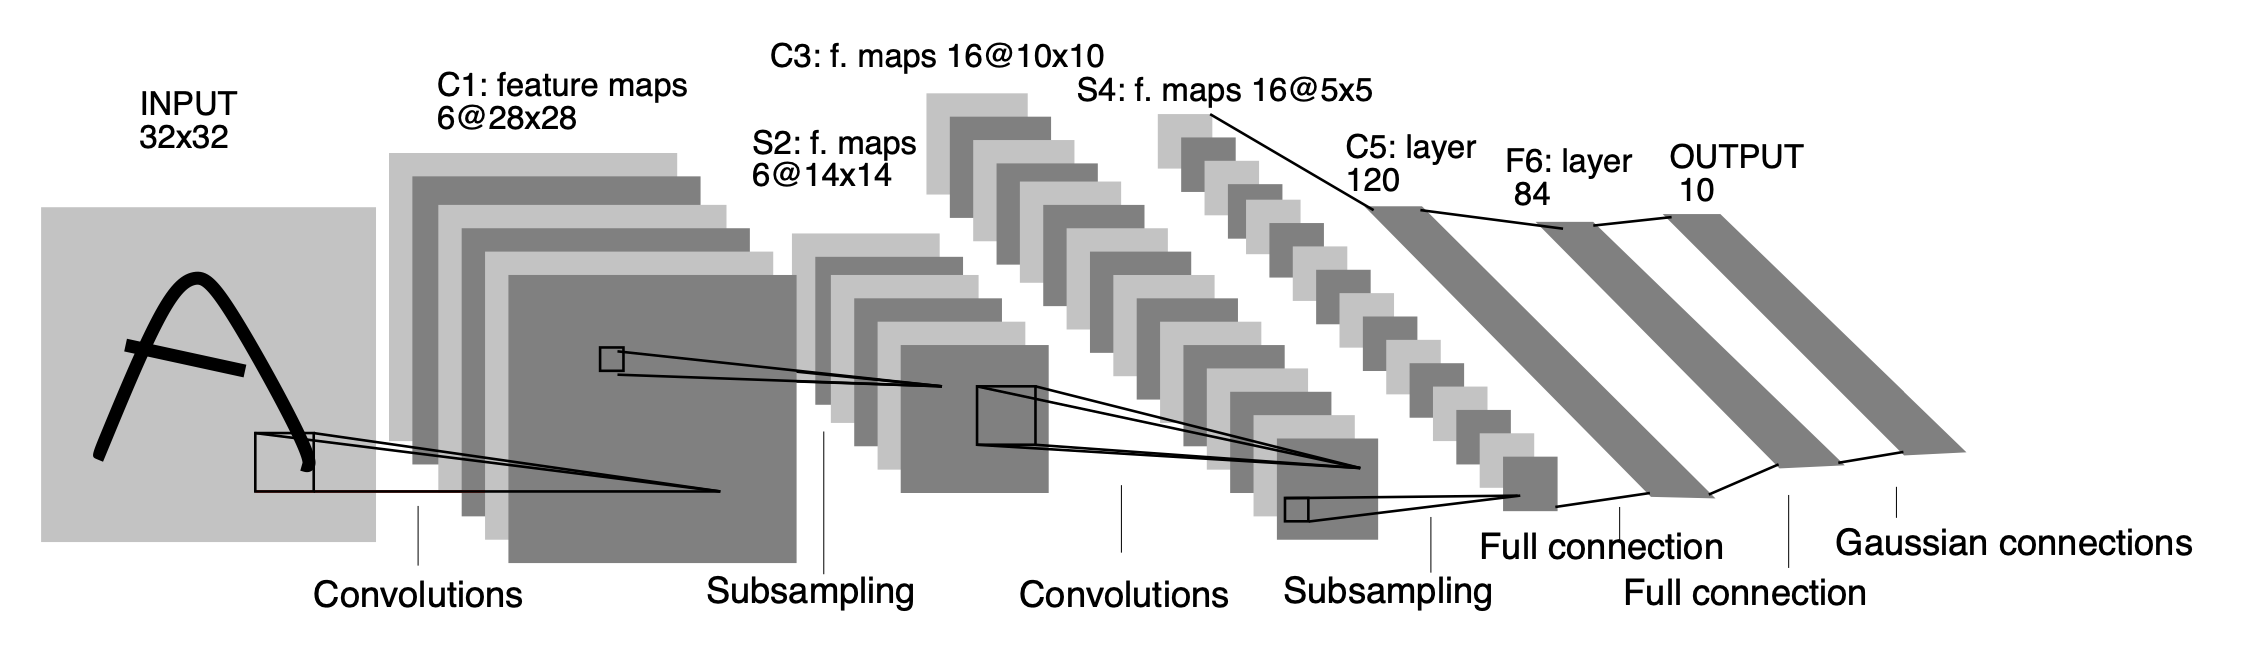 INPUT
32x32
C1: feature maps
6@28x28
S2: f. maps
6@14x14
C3: f. maps 16@10x10
S4: f. maps 16@5x5
C5: layer
120
F6: layer
84
OUTPUT
10
Convolutions
Subsampling
Convolutions
Subsampling
Full connection
Full connection
Gaussian connections
A